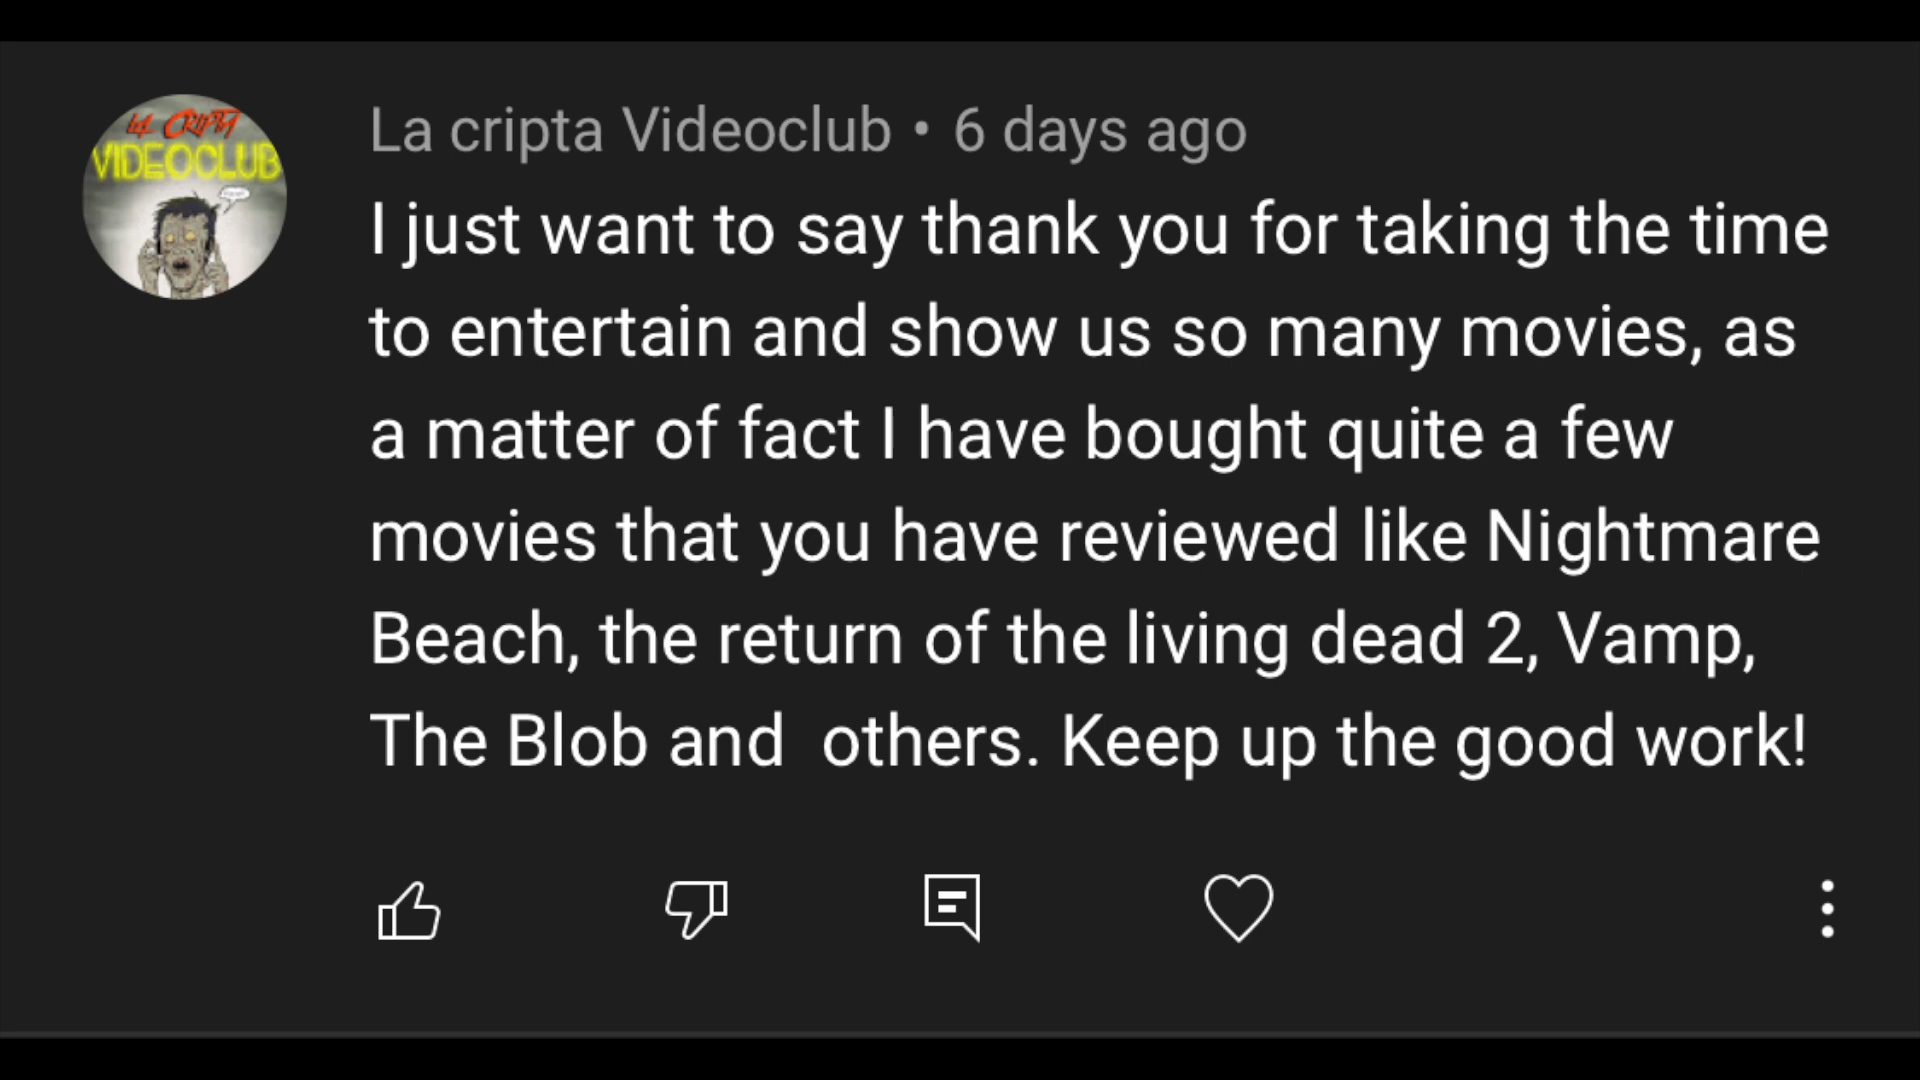 LA CRIPTA
VIDEOCLUB
La cripta Videoclub • 6 days ago
I just want to say thank you for taking the time
to entertain and show us so many movies, as
a matter of fact I have bought quite a few
movies that you have reviewed like Nightmare
Beach, the return of the living dead 2, Vamp,
The Blob and  others. Keep up the good work!